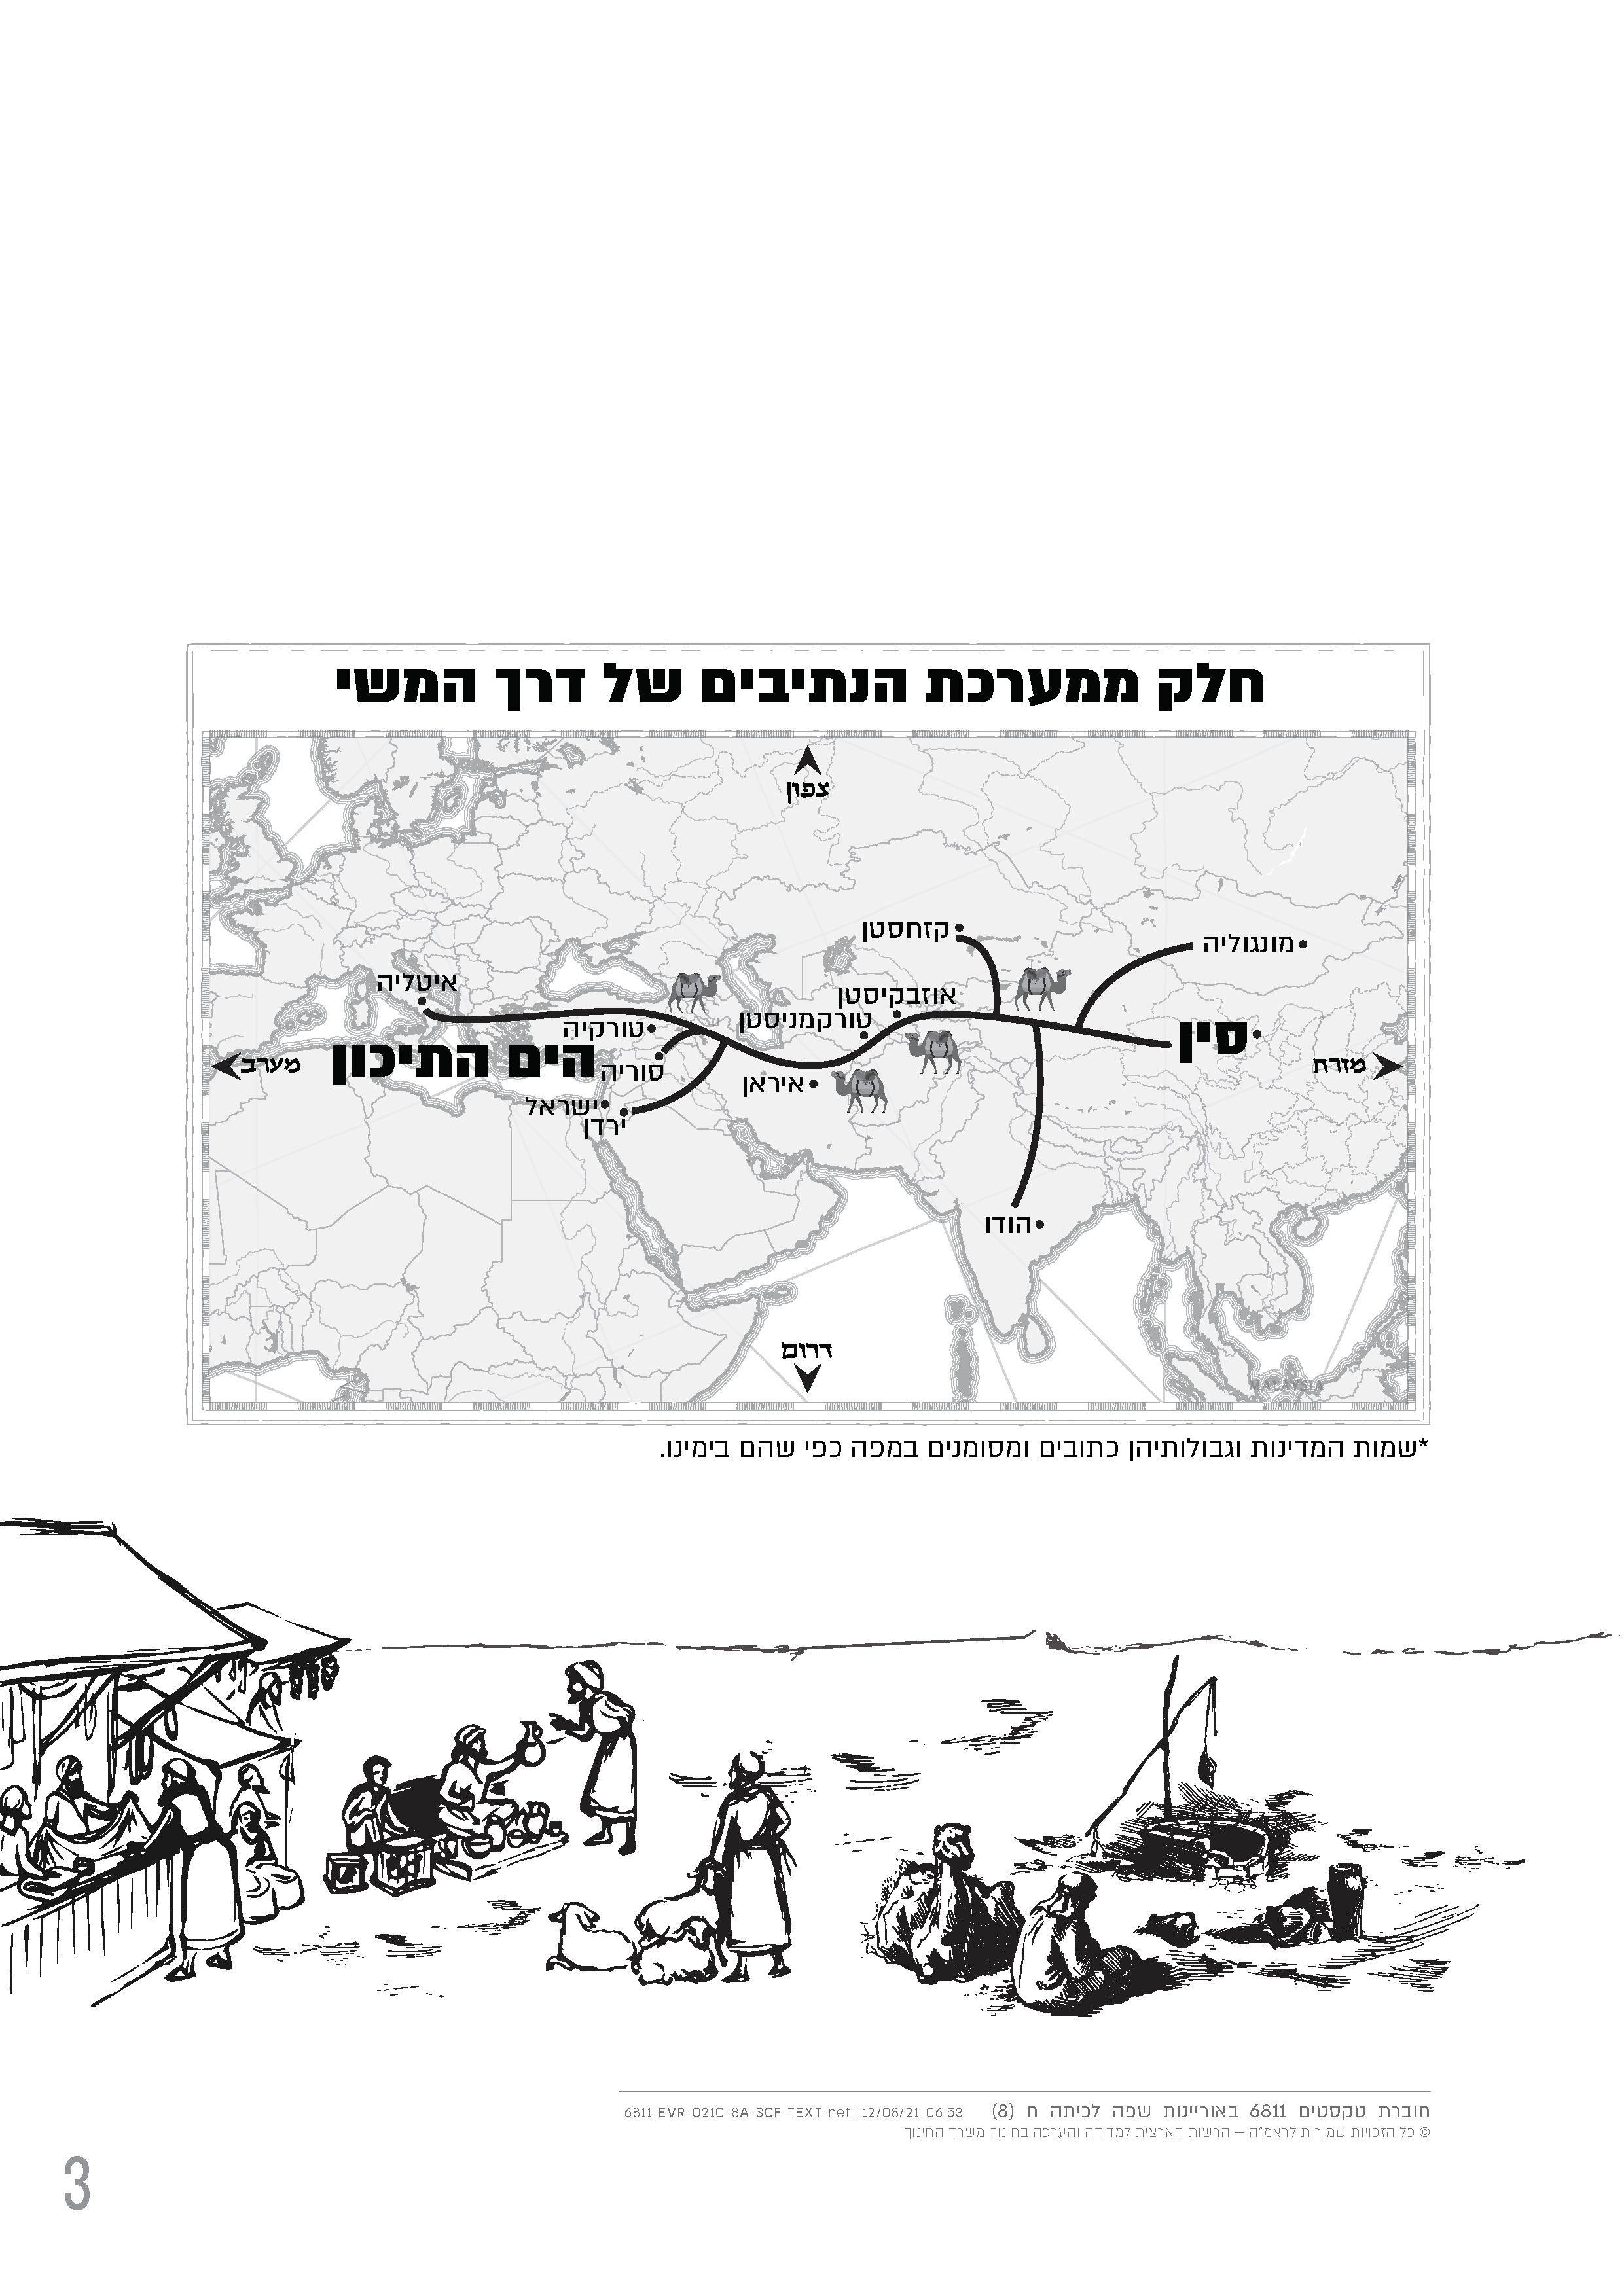 חלק ממערכת הנתיבים של דרך המשי
צפון
קזחסטן
מונגוליה
איטליה
אוזבקיסטן
טורקמניסטן
טורקיה
סין
הים התיכון
מערב
מזרח
סוריה
איראן
ישראל
ירדן
הודו
דרום
MALAYSIA
*שמות המדינות וגבולותיהן כתובים ומסומנים במפה כפי שהם בימינו.
חוברת טקסטים 6811 באוריינות שפה לכיתה ח (8) 6811-EVR-021C-8A-SOF-TEXT-net | 12/08/21 ,06:53
© כל הזכויות שמורות לראמ"ה — הרשות הארצית למדידה והערכה בחינוך, משרד החינוך
3